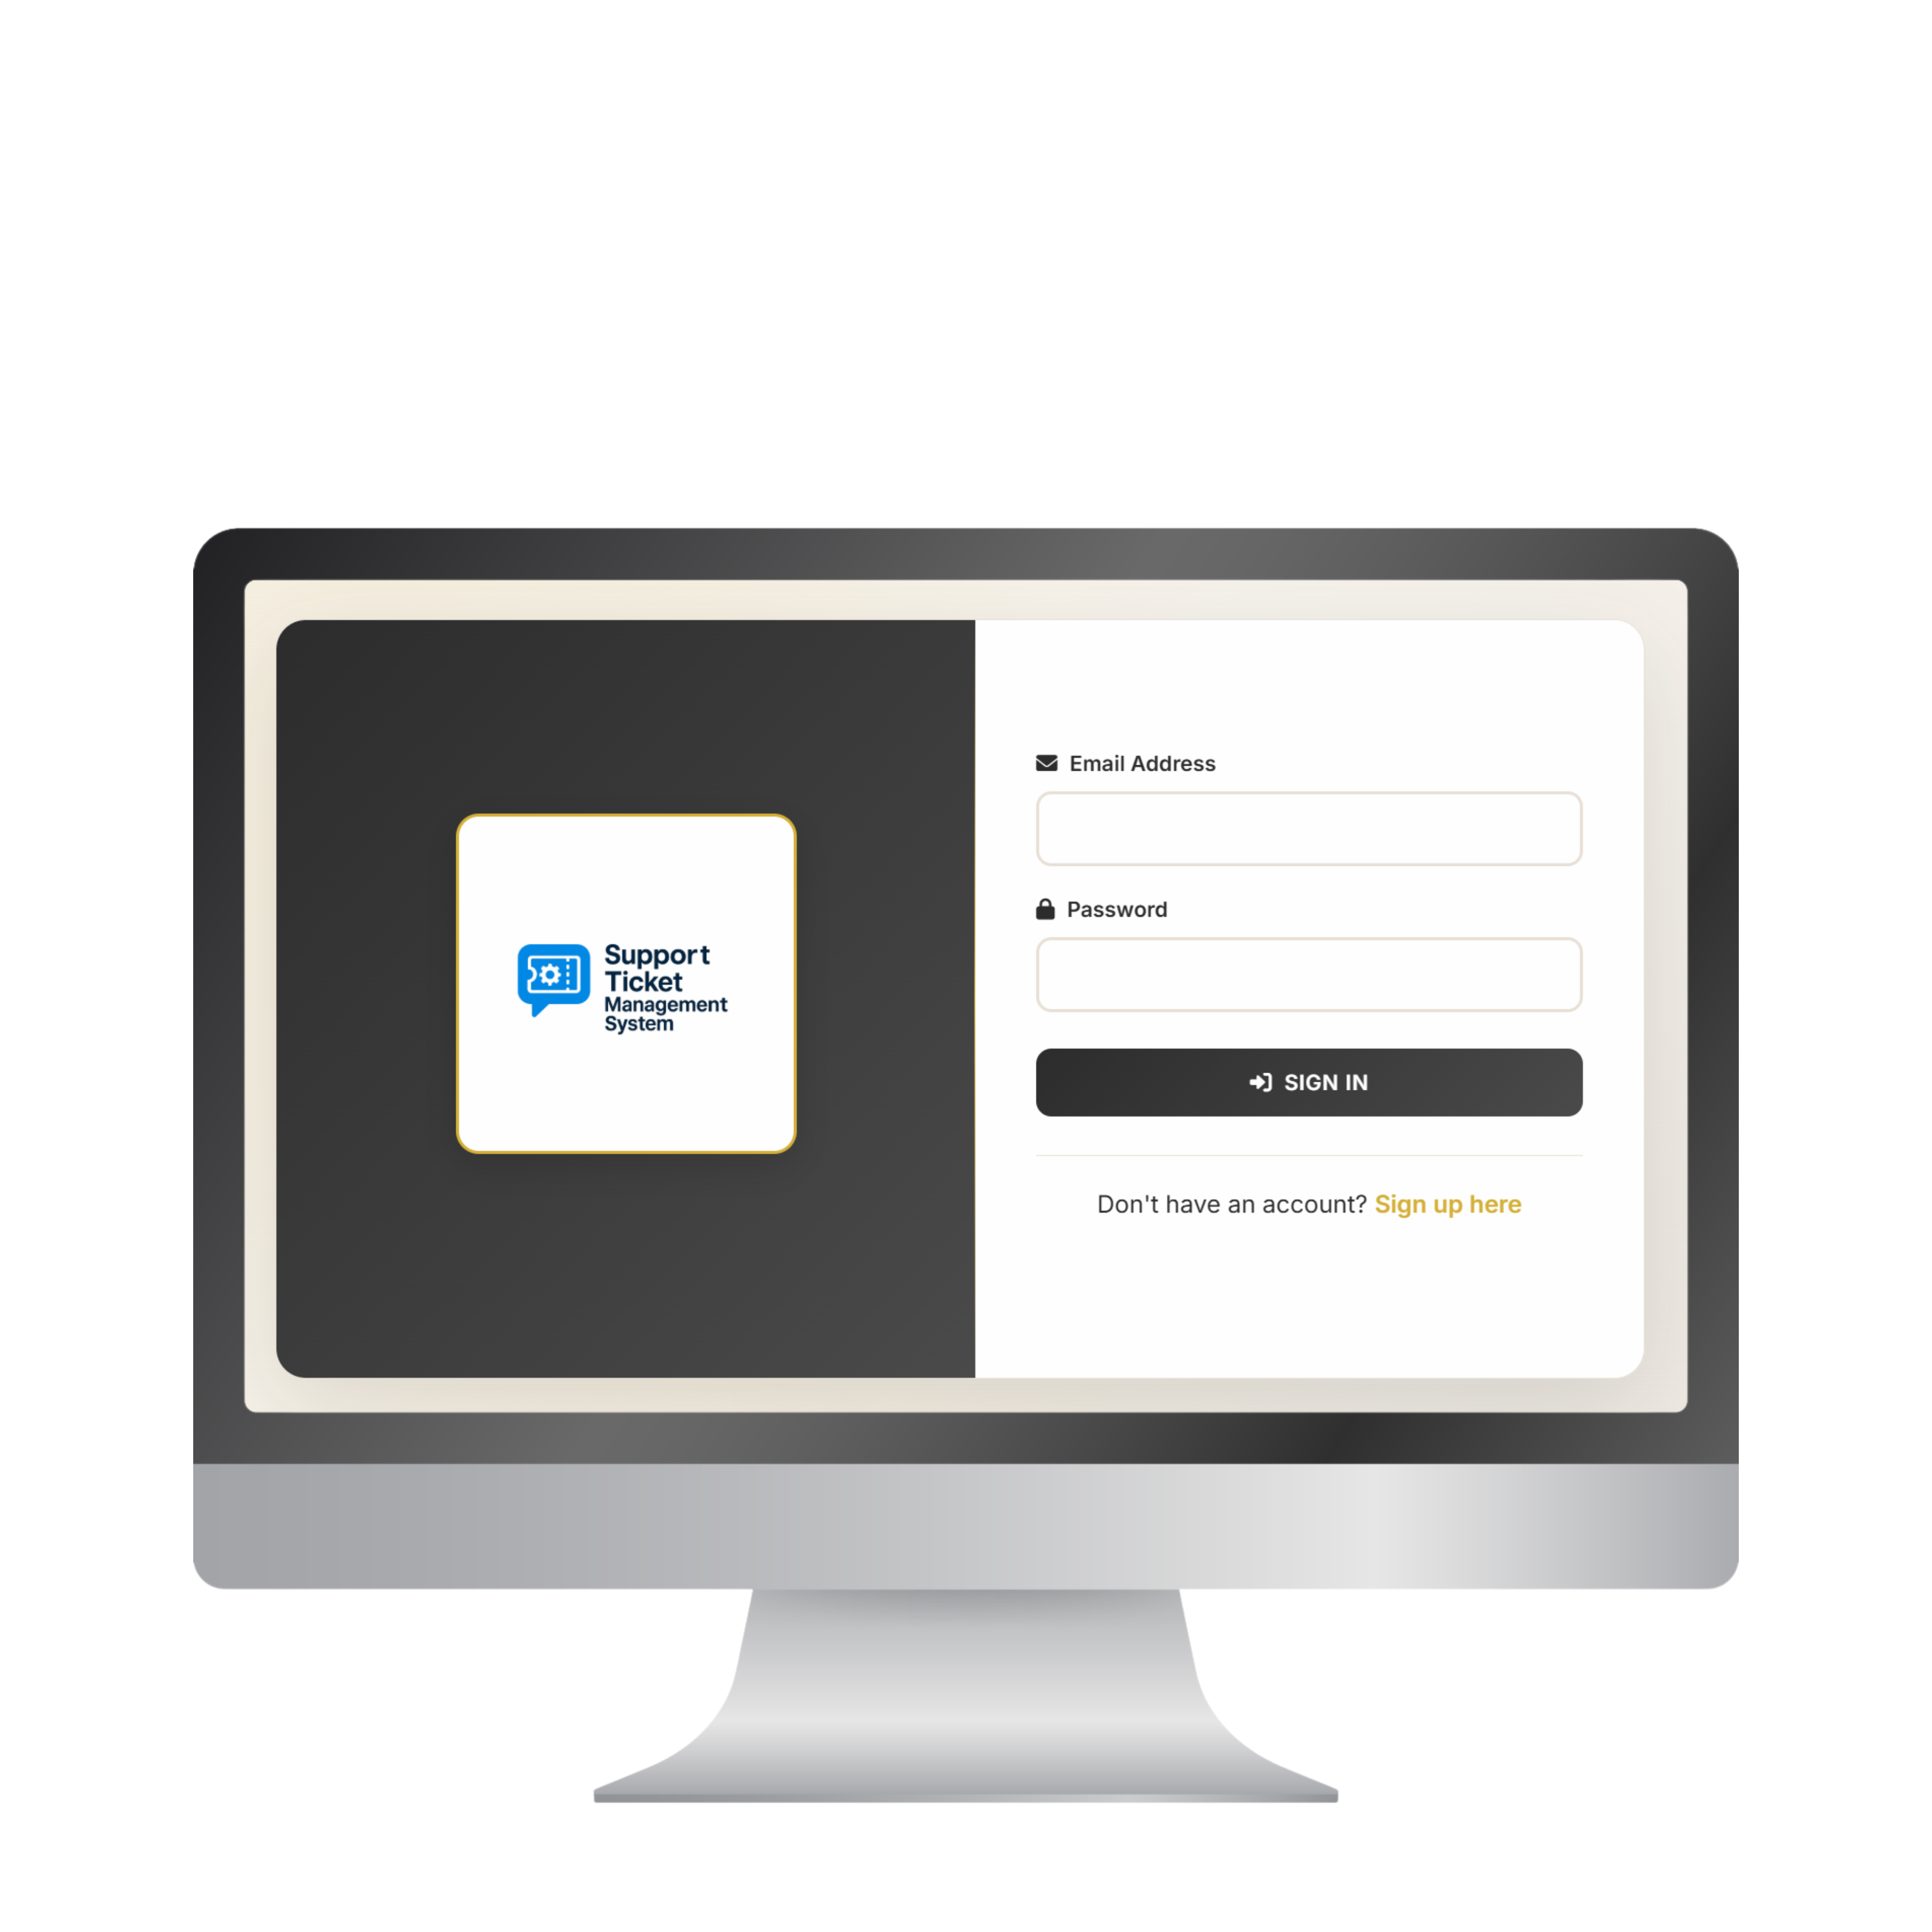 Support
Ticket
Management
System
Email Address
Password
SIGN IN
Don't have an account? Sign up here